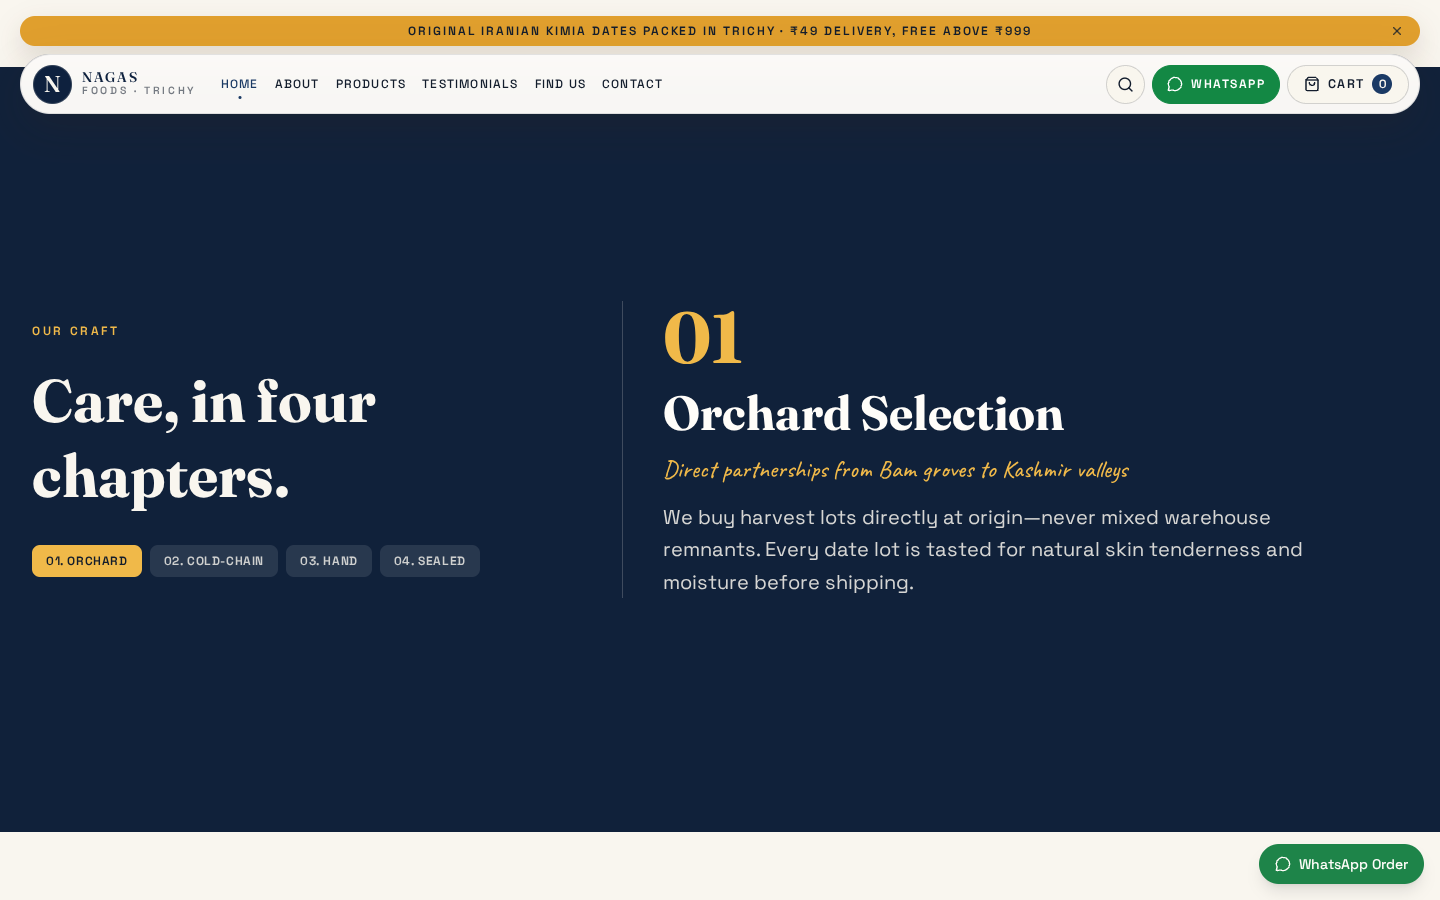 ORIGINAL IRANIAN KIMIA DATES PACKED IN TRICHY · ₹49 DELIVERY, FREE ABOVE ₹999
N
NAGAS
FOODS · TRICHY
HOME ABOUT PRODUCTS TESTIMONIALS FIND US CONTACT
WHATSAPP
CART 0
OUR CRAFT
Care, in four
chapters.
01. ORCHARD 02. COLD-CHAIN 03. HAND 04. SEALED
01
Orchard Selection
Direct partnerships from Bam groves to Kashmir valleys
We buy harvest lots directly at origin—never mixed warehouse
remnants. Every date lot is tasted for natural skin tenderness and
moisture before shipping.
WhatsApp Order